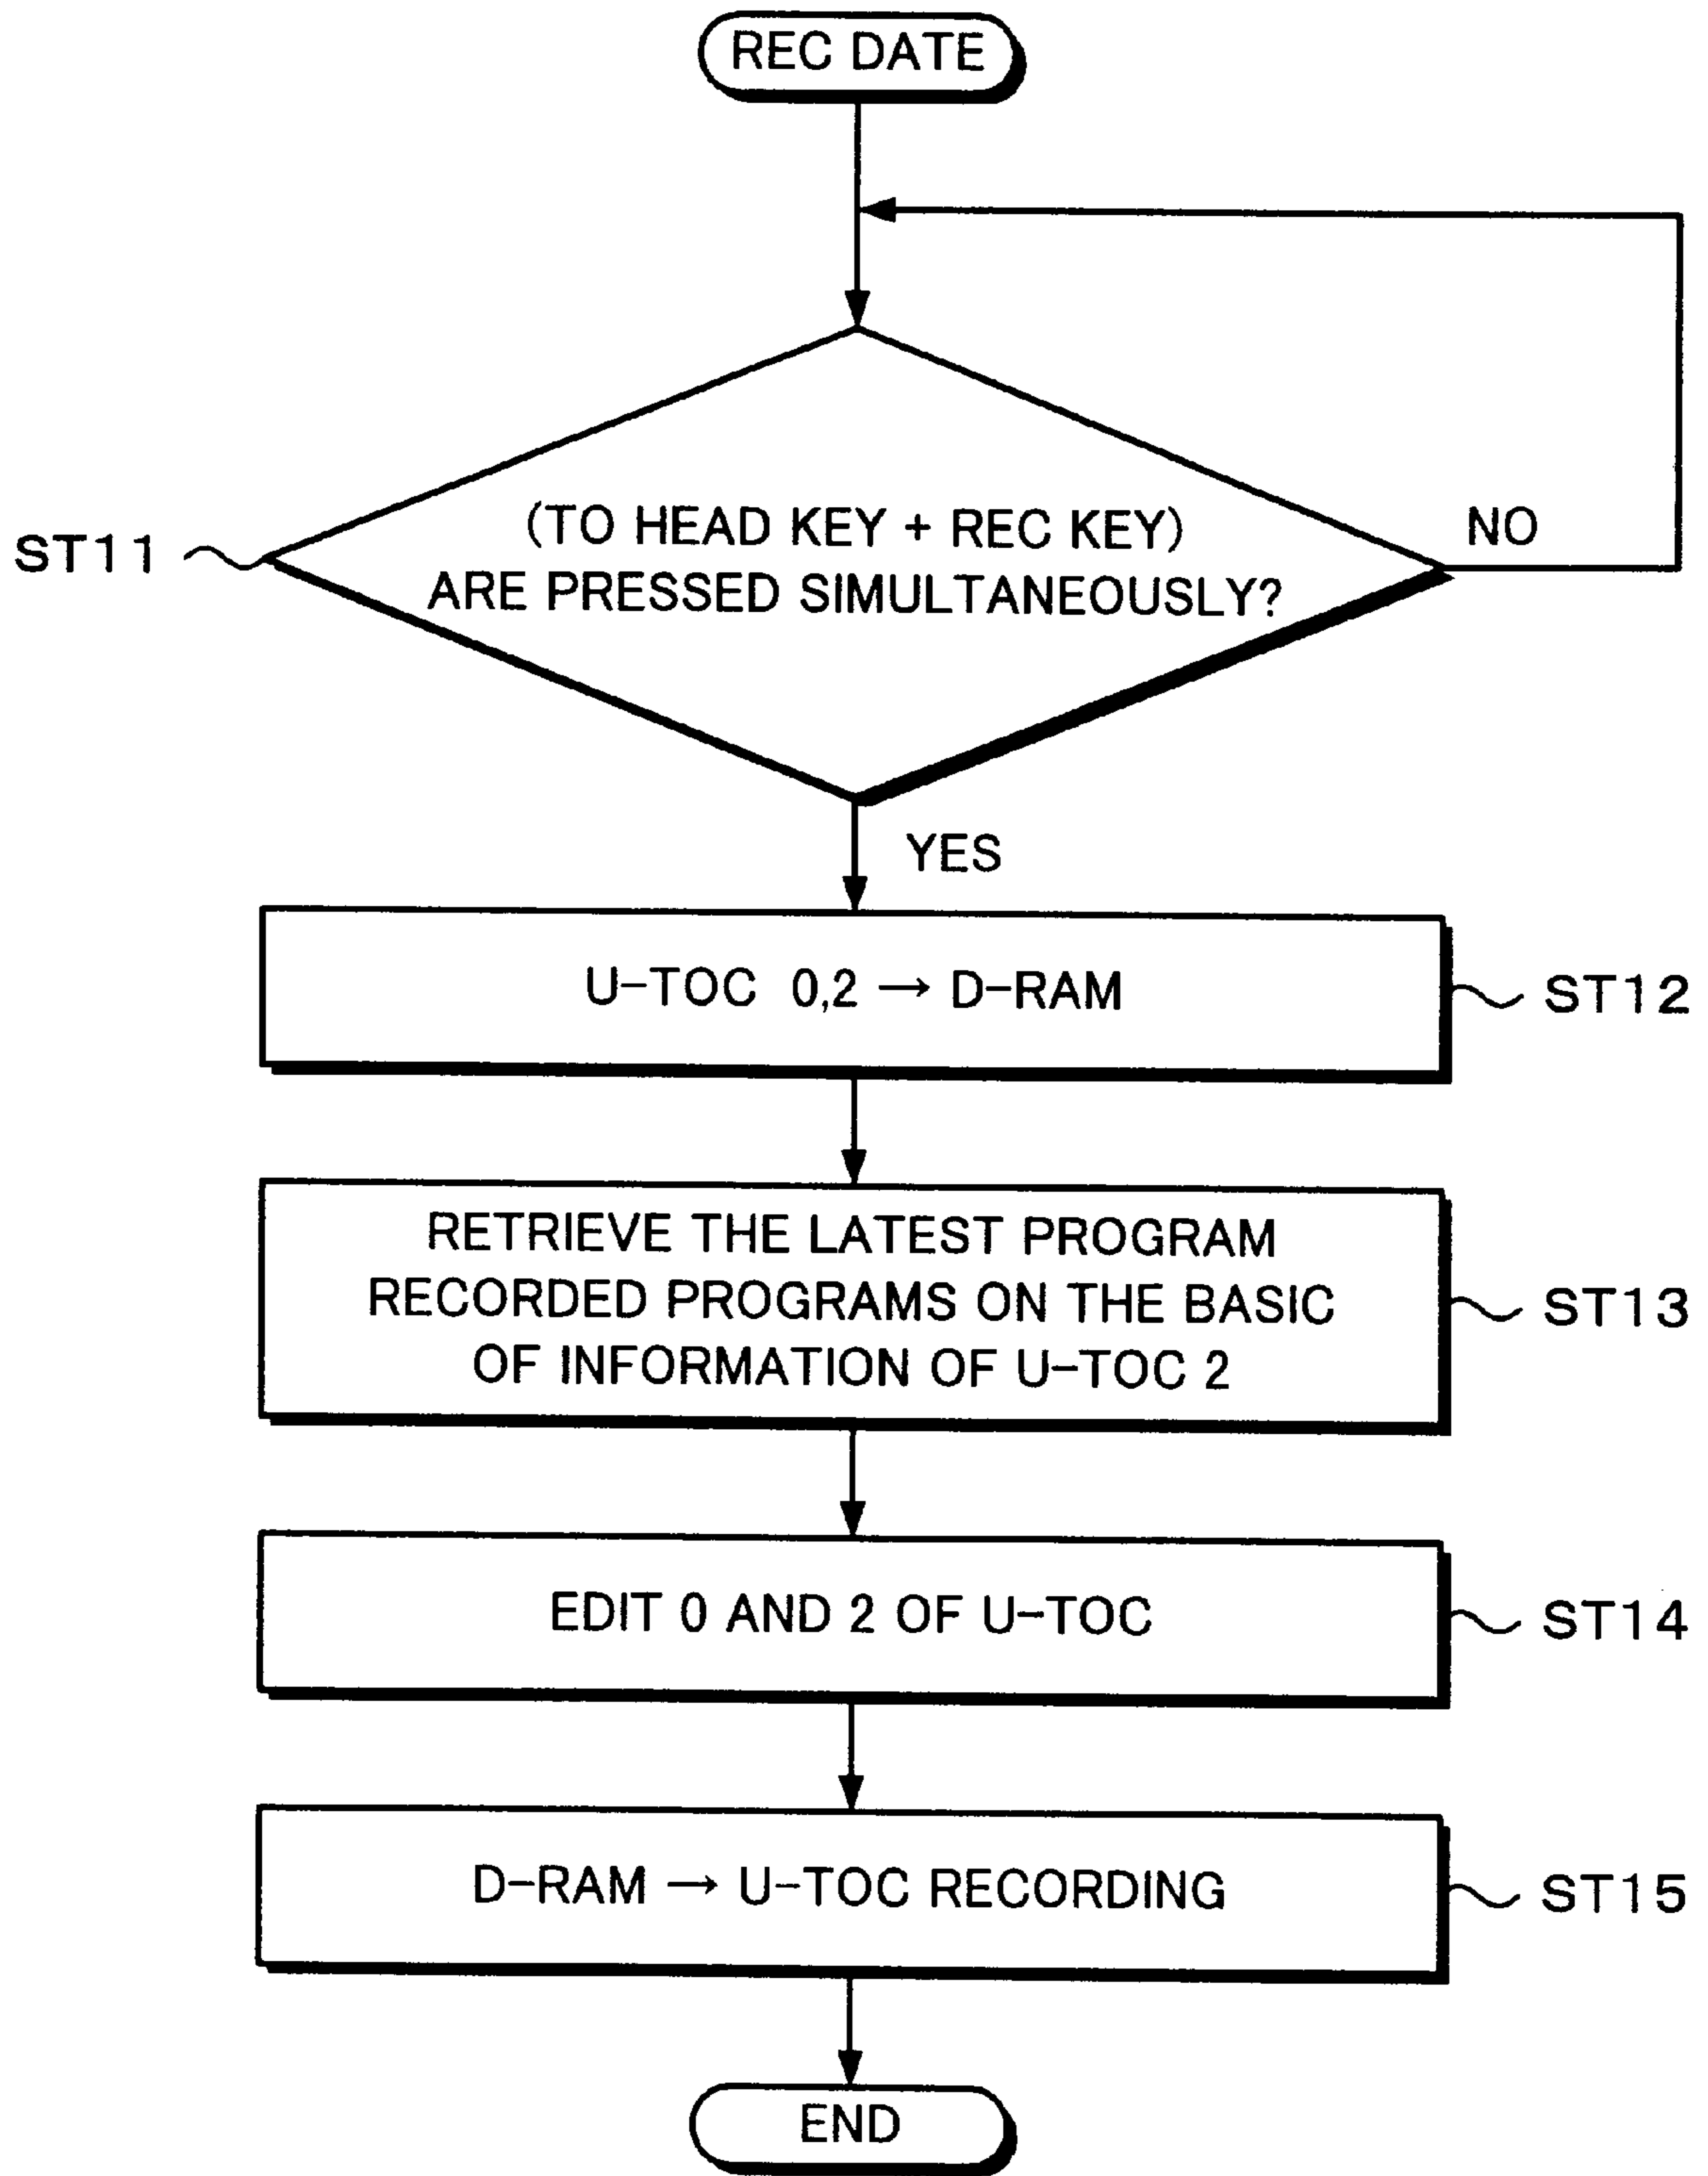 REC DATE
(TO HEAD KEY + REC KEY)
ARE PRESSED SIMULTANEOUSLY?
NO
ST11
YES
U-TOC 0,2 → D-RAM
ST12
RETRIEVE THE LATEST PROGRAM
RECORDED PROGRAMS ON THE BASIC
OF INFORMATION OF U-TOC 2
ST13
EDIT 0 AND 2 OF U-TOC
ST14
D-RAM → U-TOC RECORDING
ST15
END